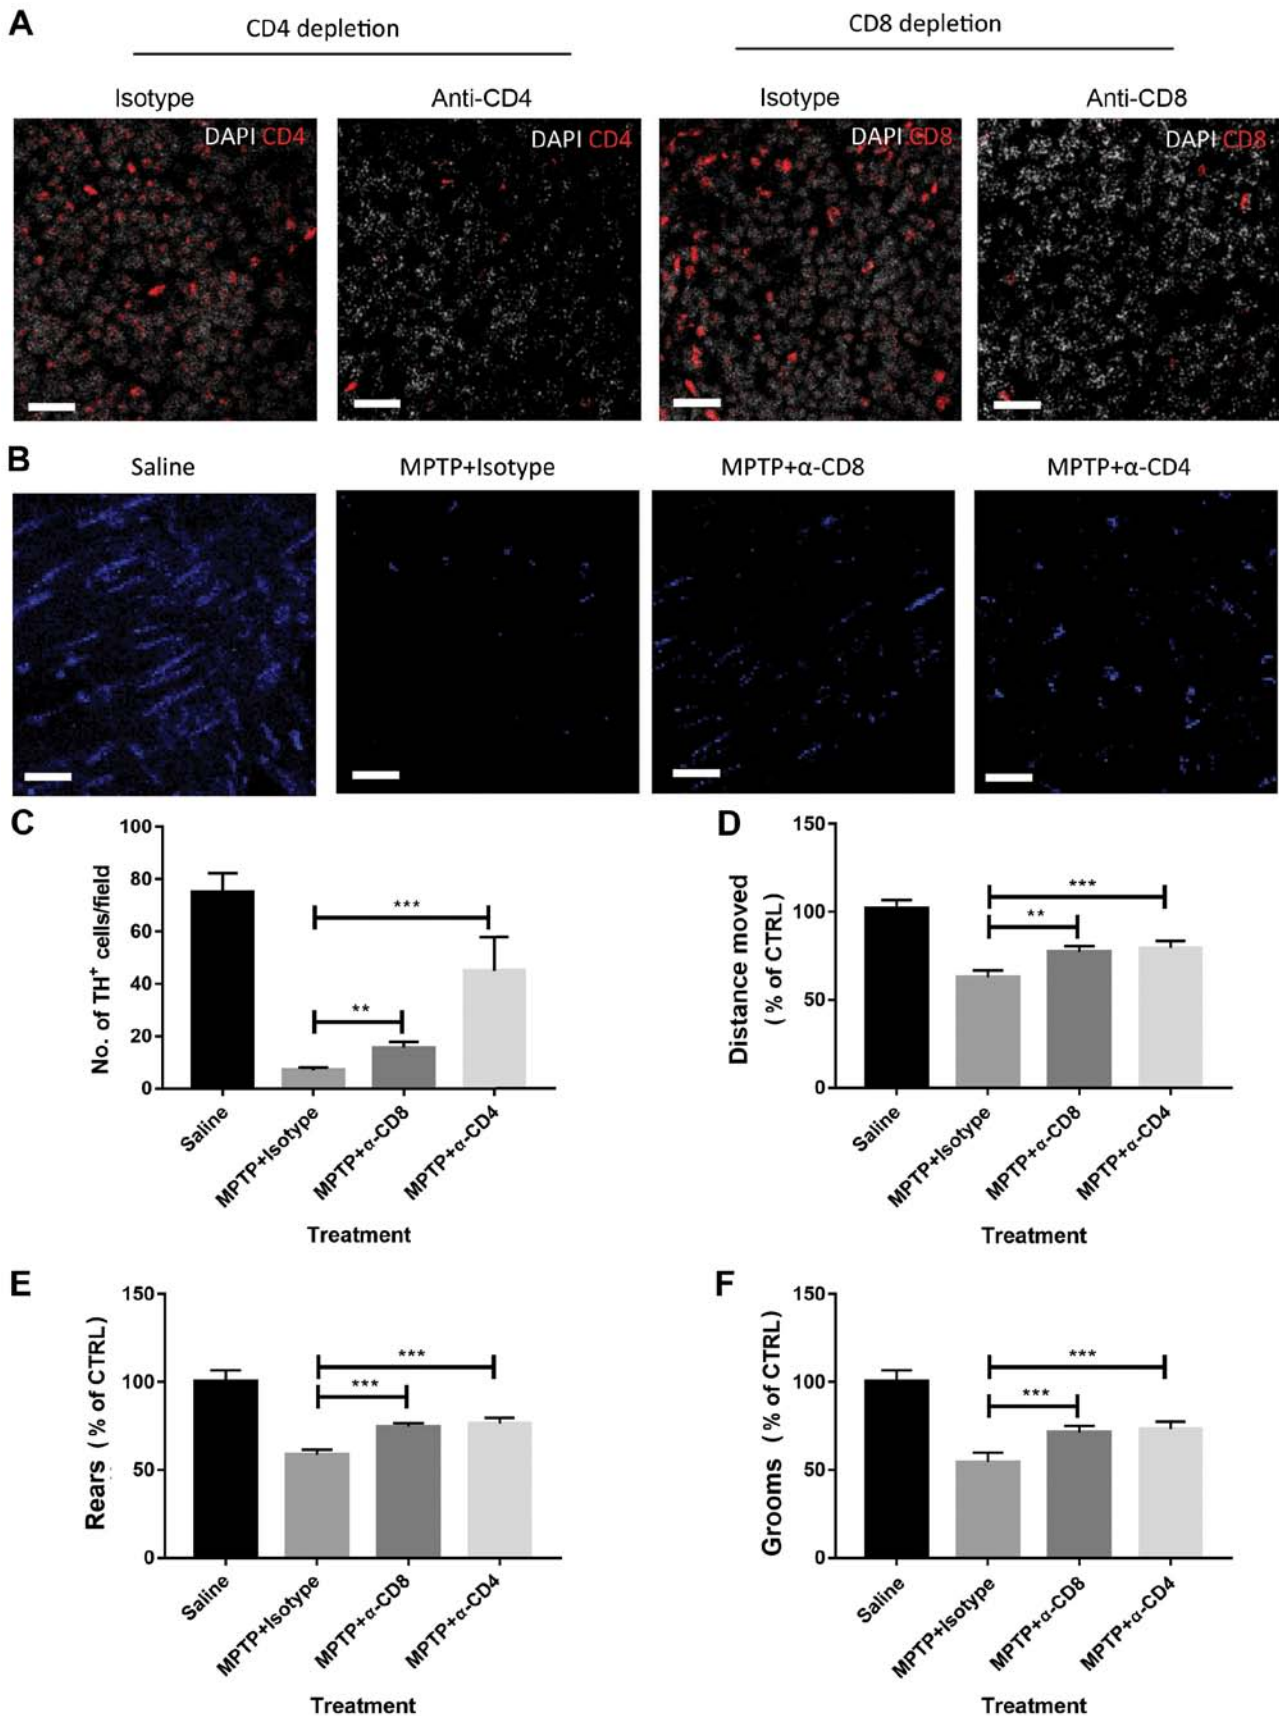 A
CD4 depletion
CD8 depletion
Isotype
Anti-CD4
Isotype
Anti-CD8
DAPI CD4
DAPI CD4
DAPI CD8
DAPI CD8
B
Saline
MPTP+Isotype
MPTP+α-CD8
MPTP+α-CD4
C
No. of TH⁺ cells/field
100
80
60
40
20
0
***
**
Saline
MPTP+Isotype
MPTP+α-CD8
MPTP+α-CD4
Treatment
D
Distance moved
( % of CTRL)
150
100
50
0
***
**
Saline
MPTP+Isotype
MPTP+α-CD8
MPTP+α-CD4
Treatment
E
Rears ( % of CTRL)
150
100
50
0
***
***
Saline
MPTP+Isotype
MPTP+α-CD8
MPTP+α-CD4
Treatment
F
Grooms ( % of CTRL)
150
100
50
0
***
***
Saline
MPTP+Isotype
MPTP+α-CD8
MPTP+α-CD4
Treatment